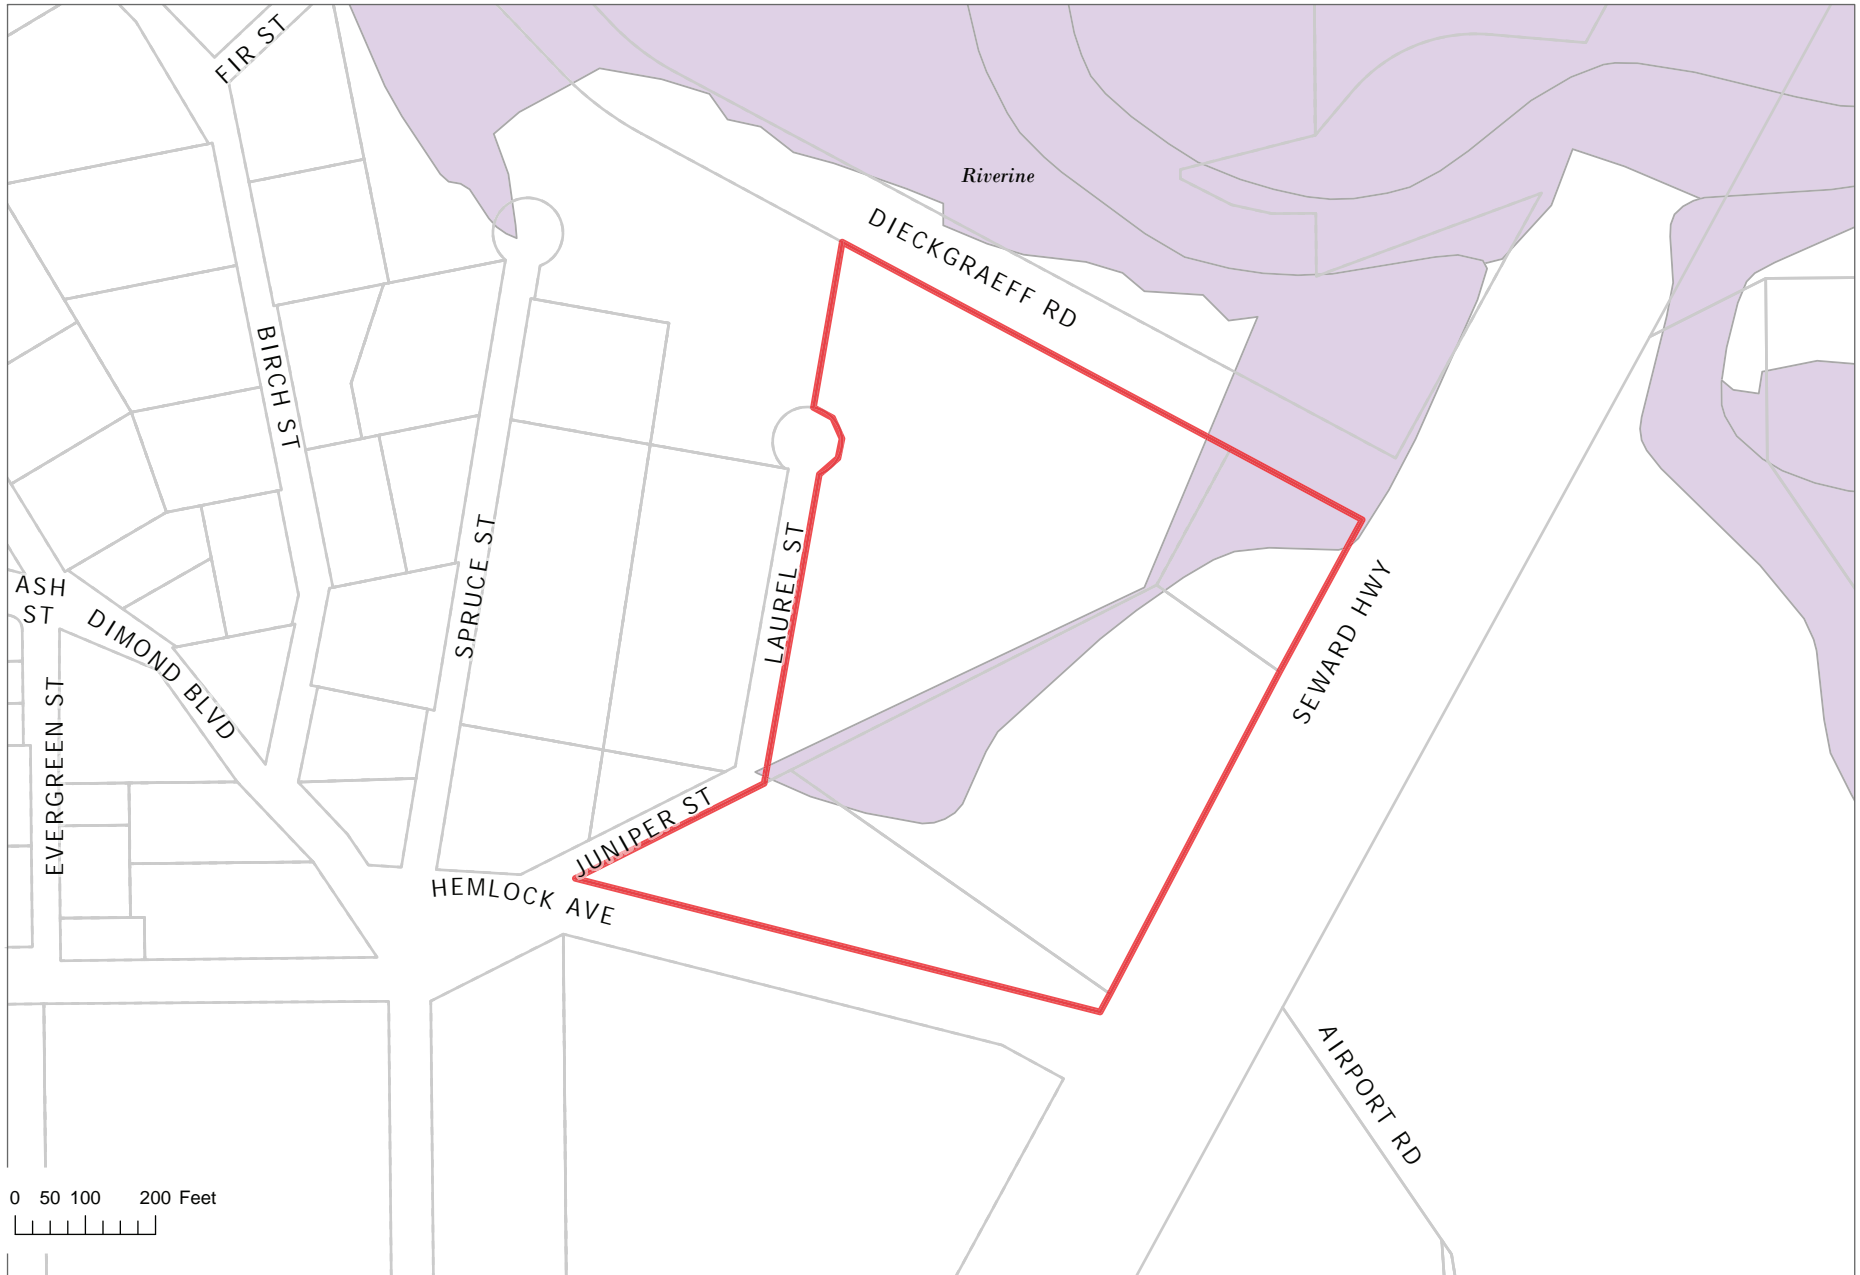 FIR ST
Riverine
DIECKGRAEFF RD
BIRCH ST
SPRUCE ST
LAUREL ST
ASH
ST
DIMOND BLVD
SEWARD HWY
EVERGREEN ST
JUNIPER ST
HEMLOCK AVE
AIRPORT RD
0 50 100 200 Feet